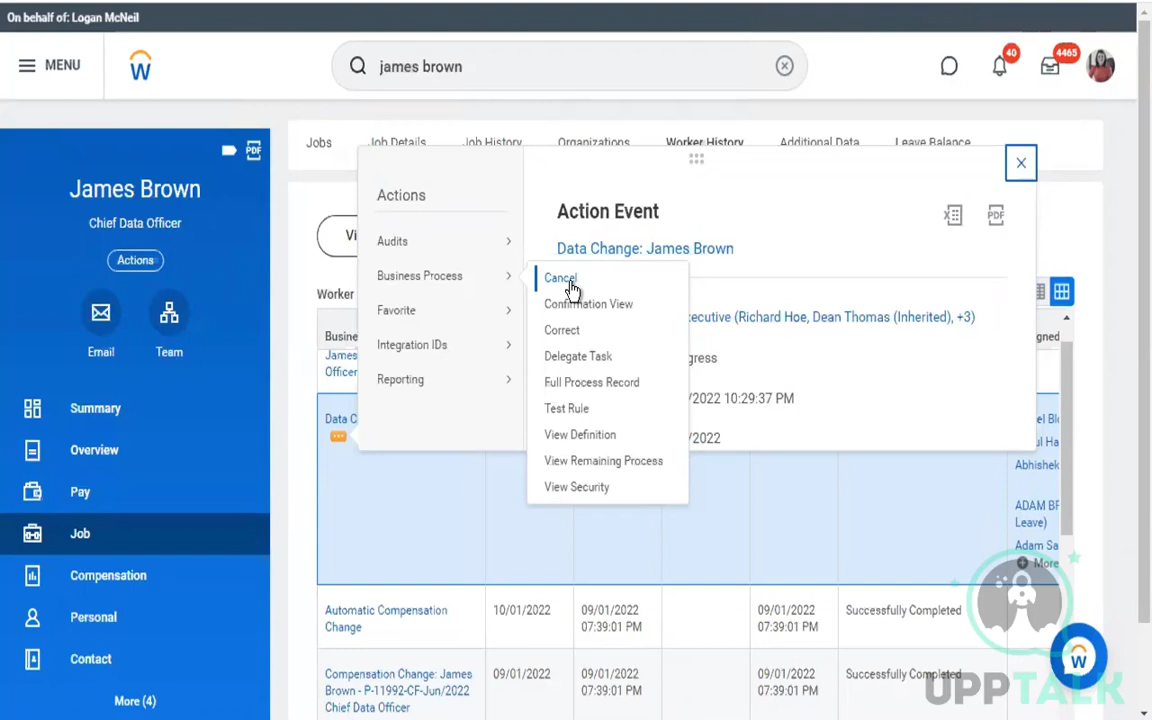 On behalf of: Logan McNeil
MENU
james brown
40
4465
PDF
James Brown
Chief Data Officer
Actions
Email
Team
Summary
Overview
Pay
Job
Compensation
Personal
Contact
More (4)
Jobs
Job Details
Job History
Organizations
Worker History
Additional Data
Leave Balance
Vi
Worker
Busine
James
Officer
Data C
Actions
Audits
Business Process
Favorite
Integration IDs
Reporting
Action Event
PDF
Data Change: James Brown
Cancel
Confirmation View
Correct
Delegate Task
Full Process Record
Test Rule
View Definition
View Remaining Process
View Security
xecutive (Richard Hoe, Dean Thomas (Inherited), +3)
gress
/2022 10:29:37 PM
/2022
gned
Abhishek
ADAM BF
Leave)
Adam Sa
More
Automatic Compensation
Change
10/01/2022
09/01/2022
07:39:01 PM
09/01/2022
07:39:01 PM
Successfully Completed
Compensation Change: James
Brown - P-11992-CF-Jun/2022
Chief Data Officer
09/01/2022
09/01/2022
07:39:01 PM
09/01/2022
07:39:01 PM
Successfully Completed
UPPTALK